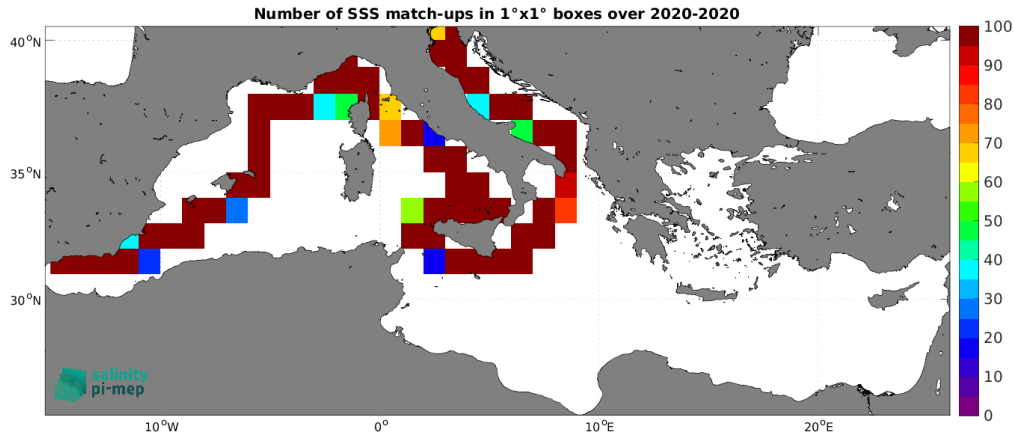 Number of SSS match-ups in 1°x1° boxes over 2020-2020
40°N
35°N
30°N
10°W
0°
10°E
20°E
100
90
80
70
60
50
40
30
20
10
0
salinity
pi-mep